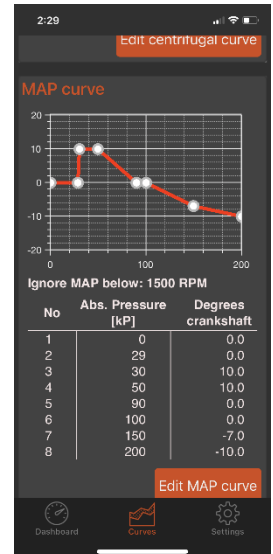 2:29
Edit centrifugal curve
MAP curve
20
10
0
-10
-20
0 100 200
Ignore MAP below: 1500 RPM
No Abs. Pressure [kP] Degrees crankshaft
1 0 0.0
2 29 0.0
3 30 10.0
4 50 10.0
5 90 0.0
6 100 0.0
7 150 -7.0
8 200 -10.0
Edit MAP curve
Dashboard Curves Settings